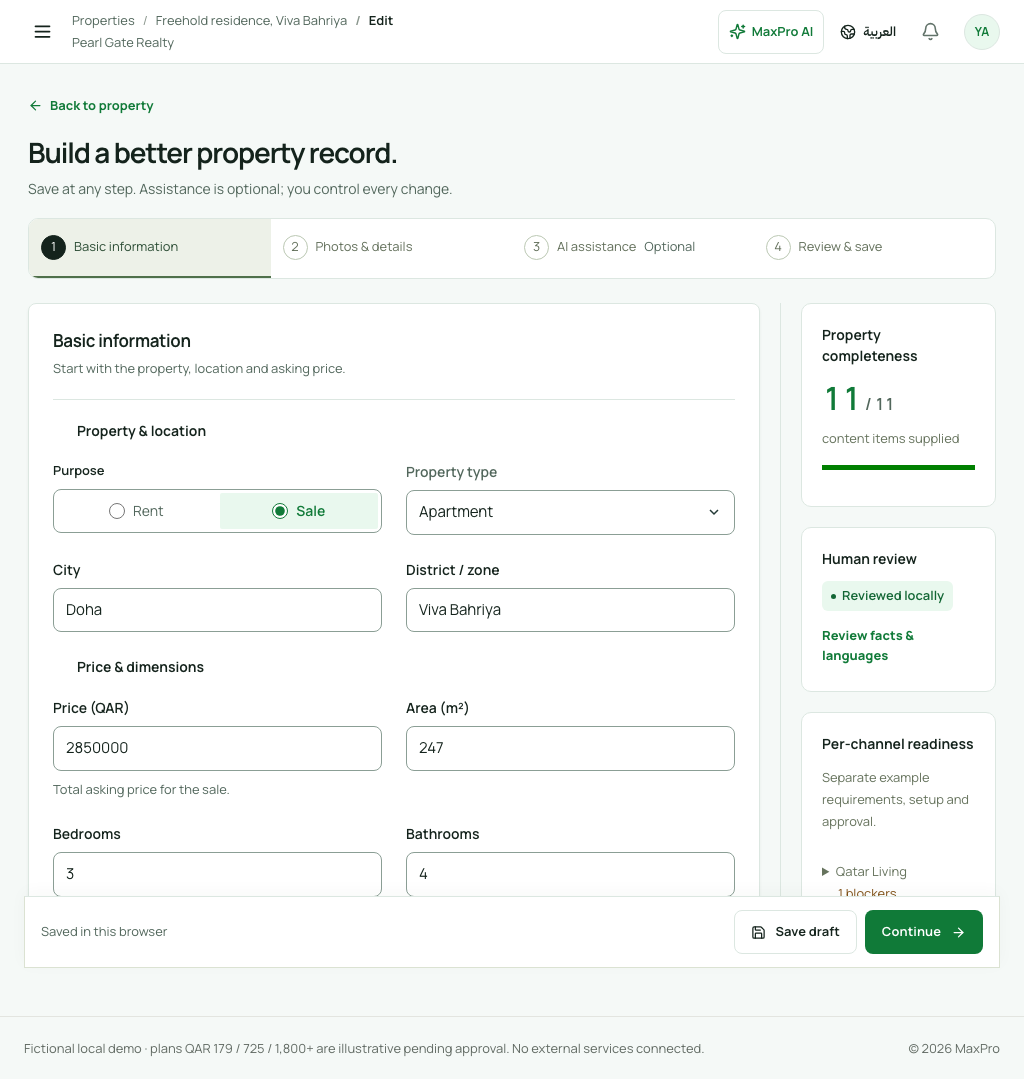 Properties / Freehold residence, Viva Bahriya / Edit
Pearl Gate Realty
MaxPro AI
العربية
YA
Back to property
Build a better property record.
Save at any step. Assistance is optional; you control every change.
1 Basic information
2 Photos & details
3 AI assistance Optional
4 Review & save
Basic information
Start with the property, location and asking price.
Property & location
Purpose
Rent
Sale
Property type
Apartment
City
Doha
District / zone
Viva Bahriya
Price & dimensions
Price (QAR)
2850000
Total asking price for the sale.
Area (m²)
247
Bedrooms
3
Bathrooms
4
Property
completeness
11 / 11
content items supplied
Human review
Reviewed locally
Review facts &
languages
Per-channel readiness
Separate example
requirements, setup and
approval.
Qatar Living
1 blockers
Saved in this browser
Save draft
Continue
Fictional local demo · plans QAR 179 / 725 / 1,800+ are illustrative pending approval. No external services connected.
© 2026 MaxPro